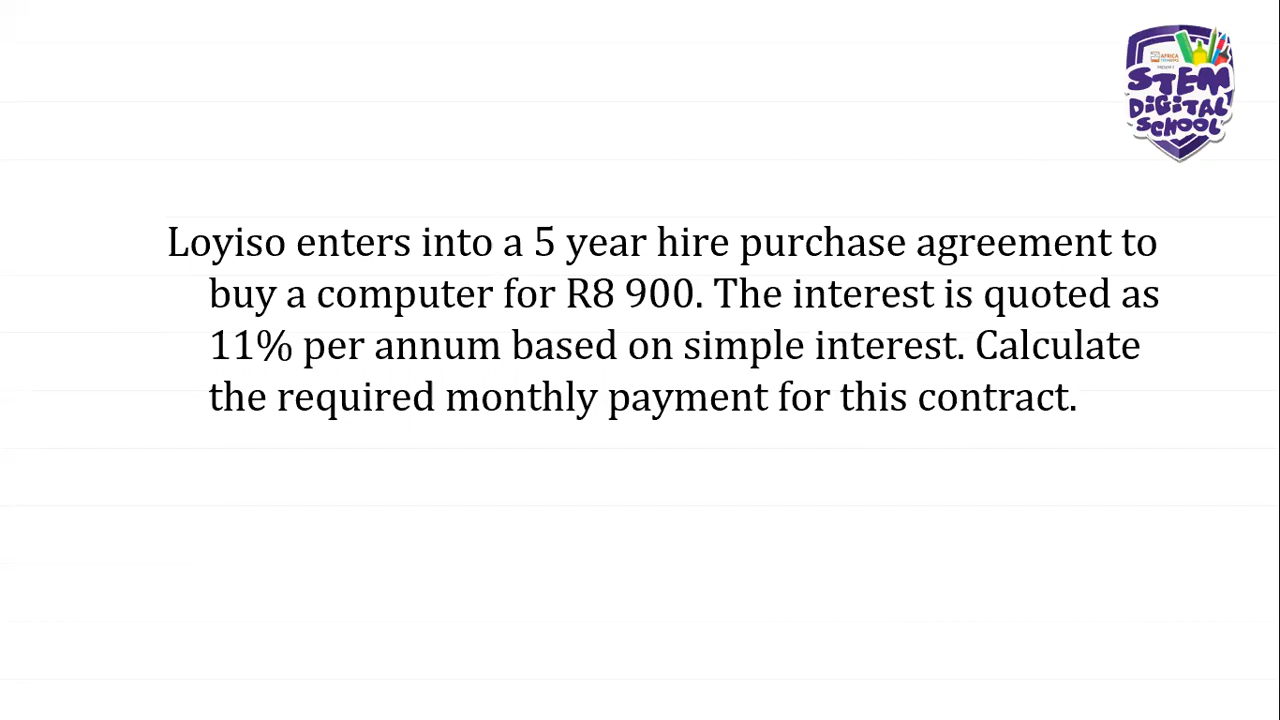 STEM
DIGITAL
SCHOOL
Loyiso enters into a 5 year hire purchase agreement to
buy a computer for R8 900. The interest is quoted as
11% per annum based on simple interest. Calculate
the required monthly payment for this contract.